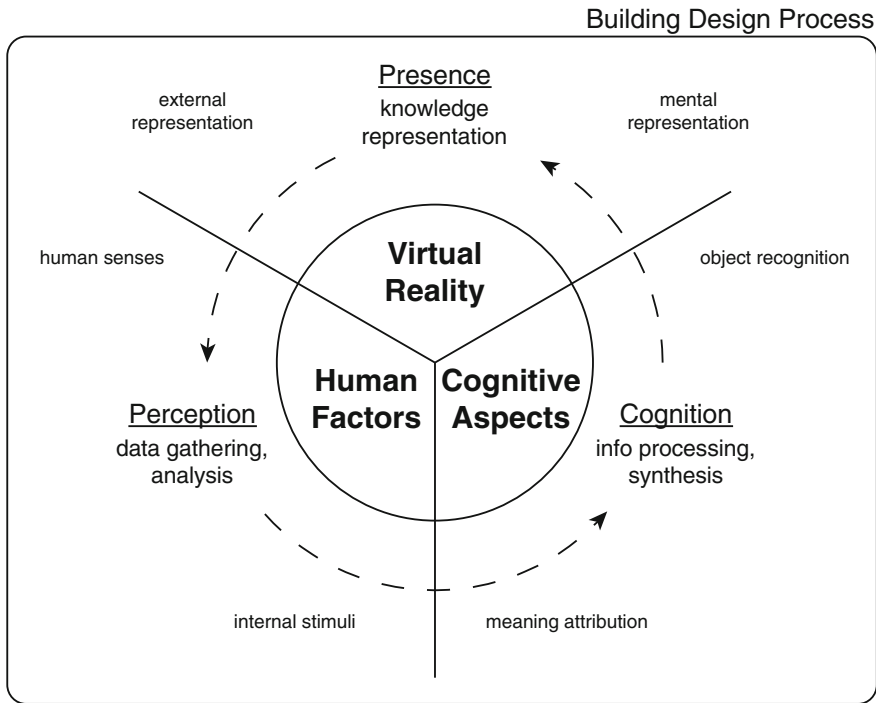 Building Design Process
Presence
knowledge
representation
external
representation
mental
representation
human senses
object recognition
Virtual
Reality
Human
Factors
Cognitive
Aspects
Perception
data gathering,
analysis
Cognition
info processing,
synthesis
internal stimuli
meaning attribution